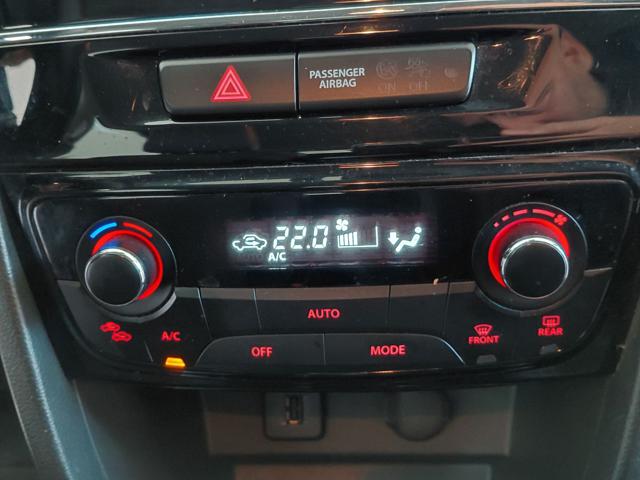 PASSENGER
AIRBAG
ON OFF
22.0
A/C
AUTO
A/C
OFF
MODE
FRONT
REAR